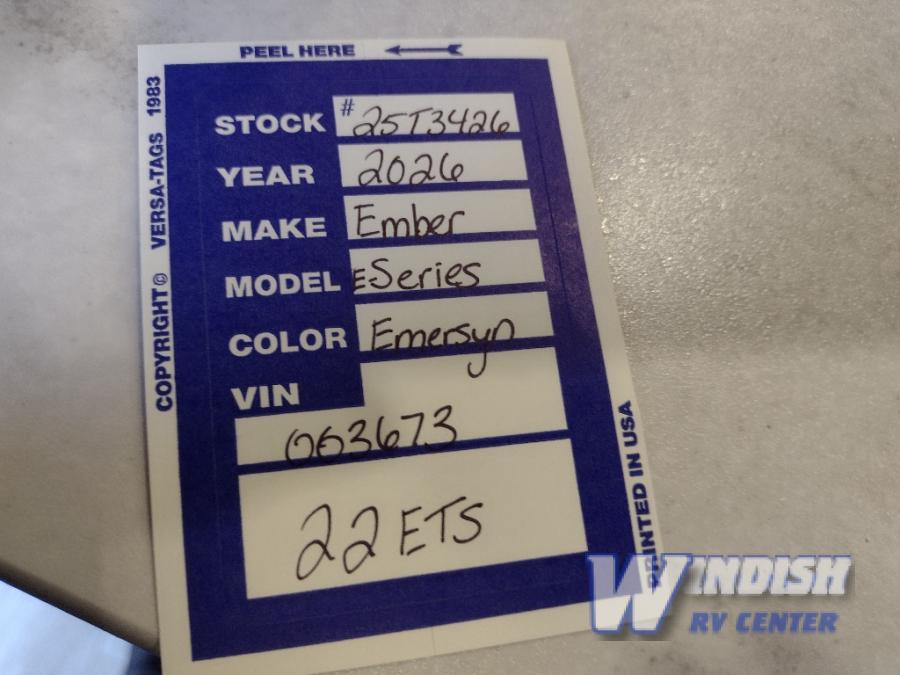 PEEL HERE
COPYRIGHT © VERSA-TAGS 1983
STOCK #25T3426
YEAR 2026
MAKE Ember
MODEL E-Series
COLOR Emersyn
VIN
063673
22 ETS
PRINTED IN USA
WINDISH
RV CENTER